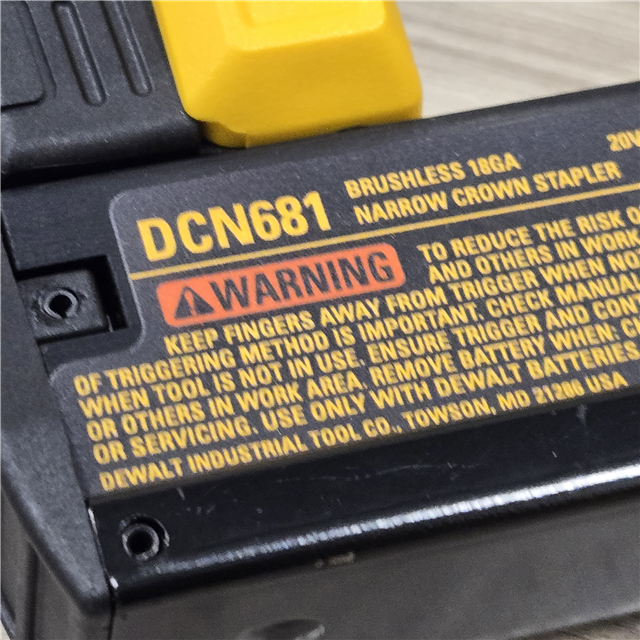 DCN681
BRUSHLESS 18GA
NARROW CROWN STAPLER
20V
WARNING
TO REDUCE THE RISK O
AND OTHERS IN WORK
KEEP FINGERS AWAY FROM TRIGGER WHEN NO
OF TRIGGERING METHOD IS IMPORTANT. CHECK MANUA
WHEN TOOL IS NOT IN USE. ENSURE TRIGGER AND CON
OR OTHERS IN WORK AREA. REMOVE BATTERY WHEN C
OR SERVICING. USE ONLY WITH DEWALT BATTERIES
DEWALT INDUSTRIAL TOOL CO., TOWSON, MD 21286 USA